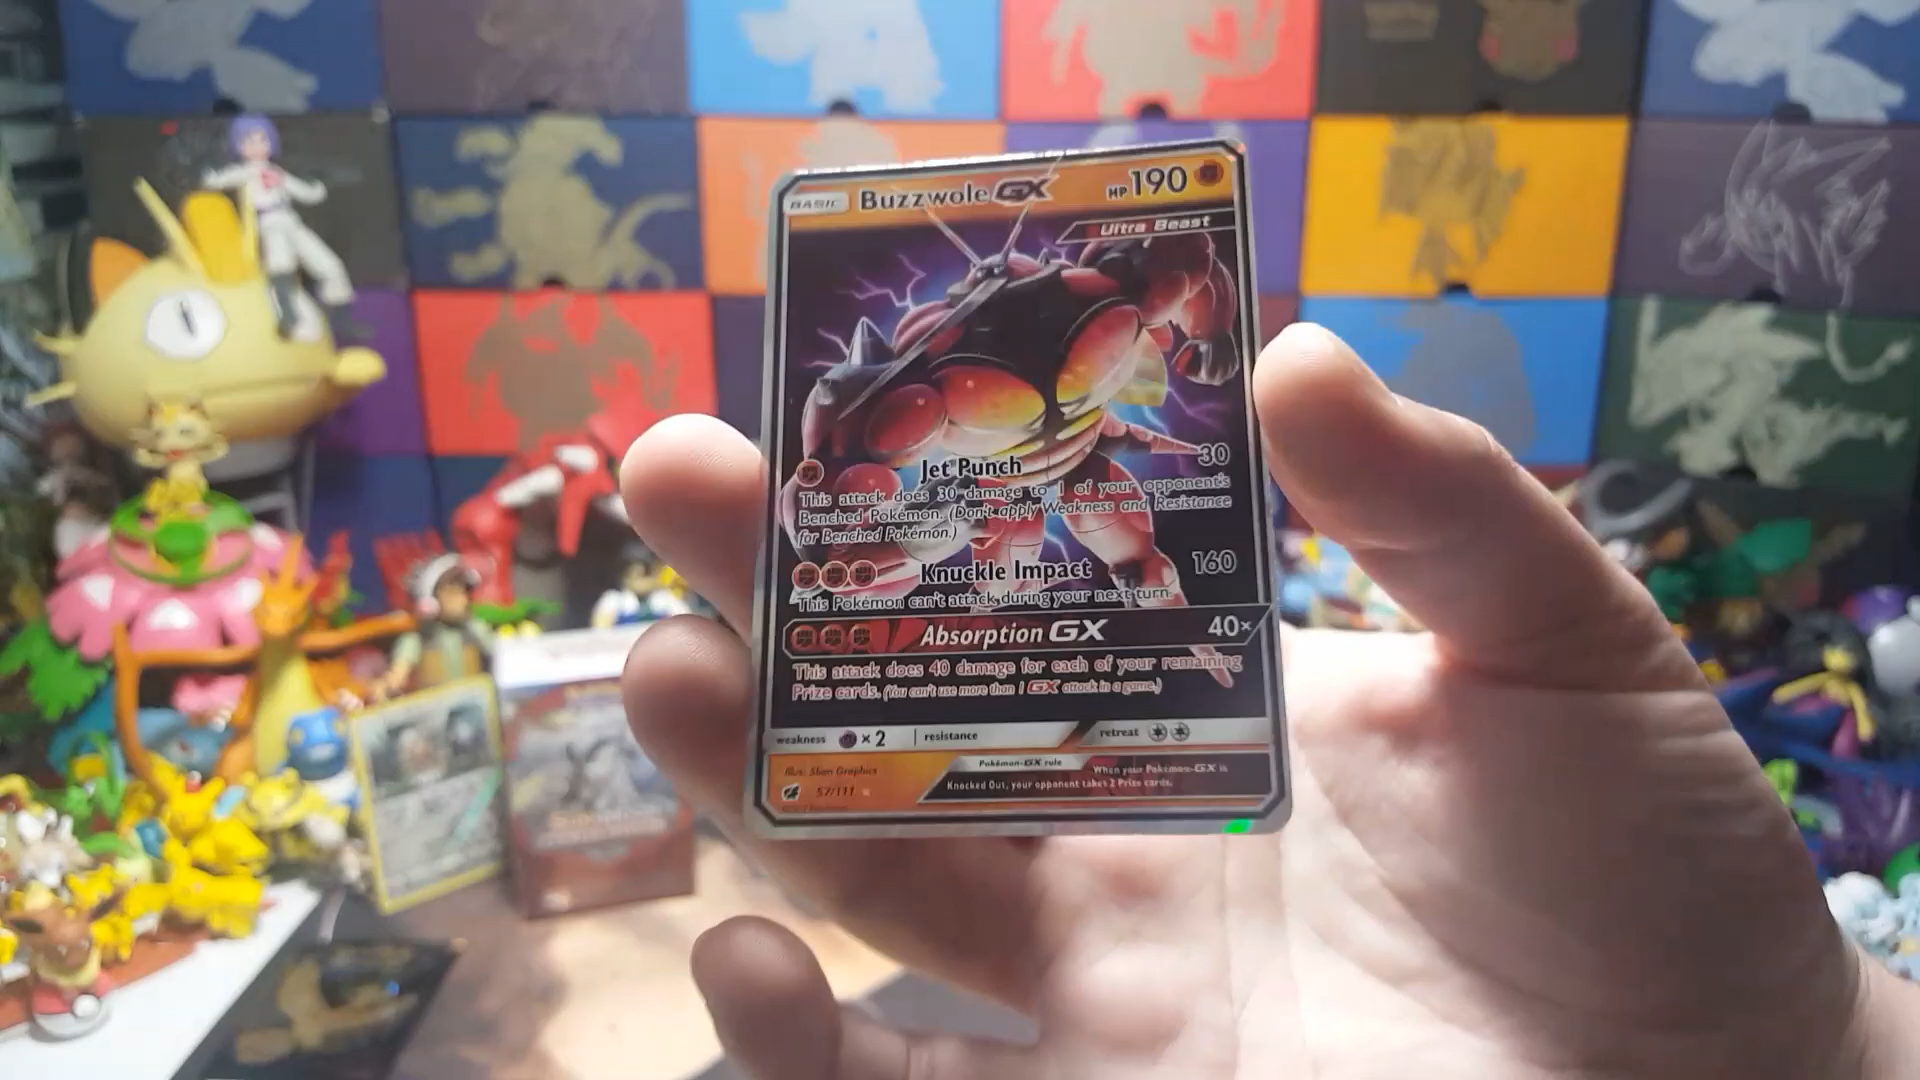 BASIC Buzzwole GX HP 190
Ultra Beast
Jet Punch 30
This attack does 30 damage to 1 of your opponent's
Benched Pokémon. (Don't apply Weakness and Resistance
for Benched Pokémon.)
Knuckle Impact 160
This Pokémon can't attack during your next turn.
Absorption GX 40×
This attack does 40 damage for each of your remaining
Prize cards. (You can't use more than 1 GX attack in a game.)
weakness ×2 resistance retreat
Pokémon-GX rule When your Pokémon-GX is
Knocked Out, your opponent takes 2 Prize cards.
Illus. 5ban Graphics
57/111